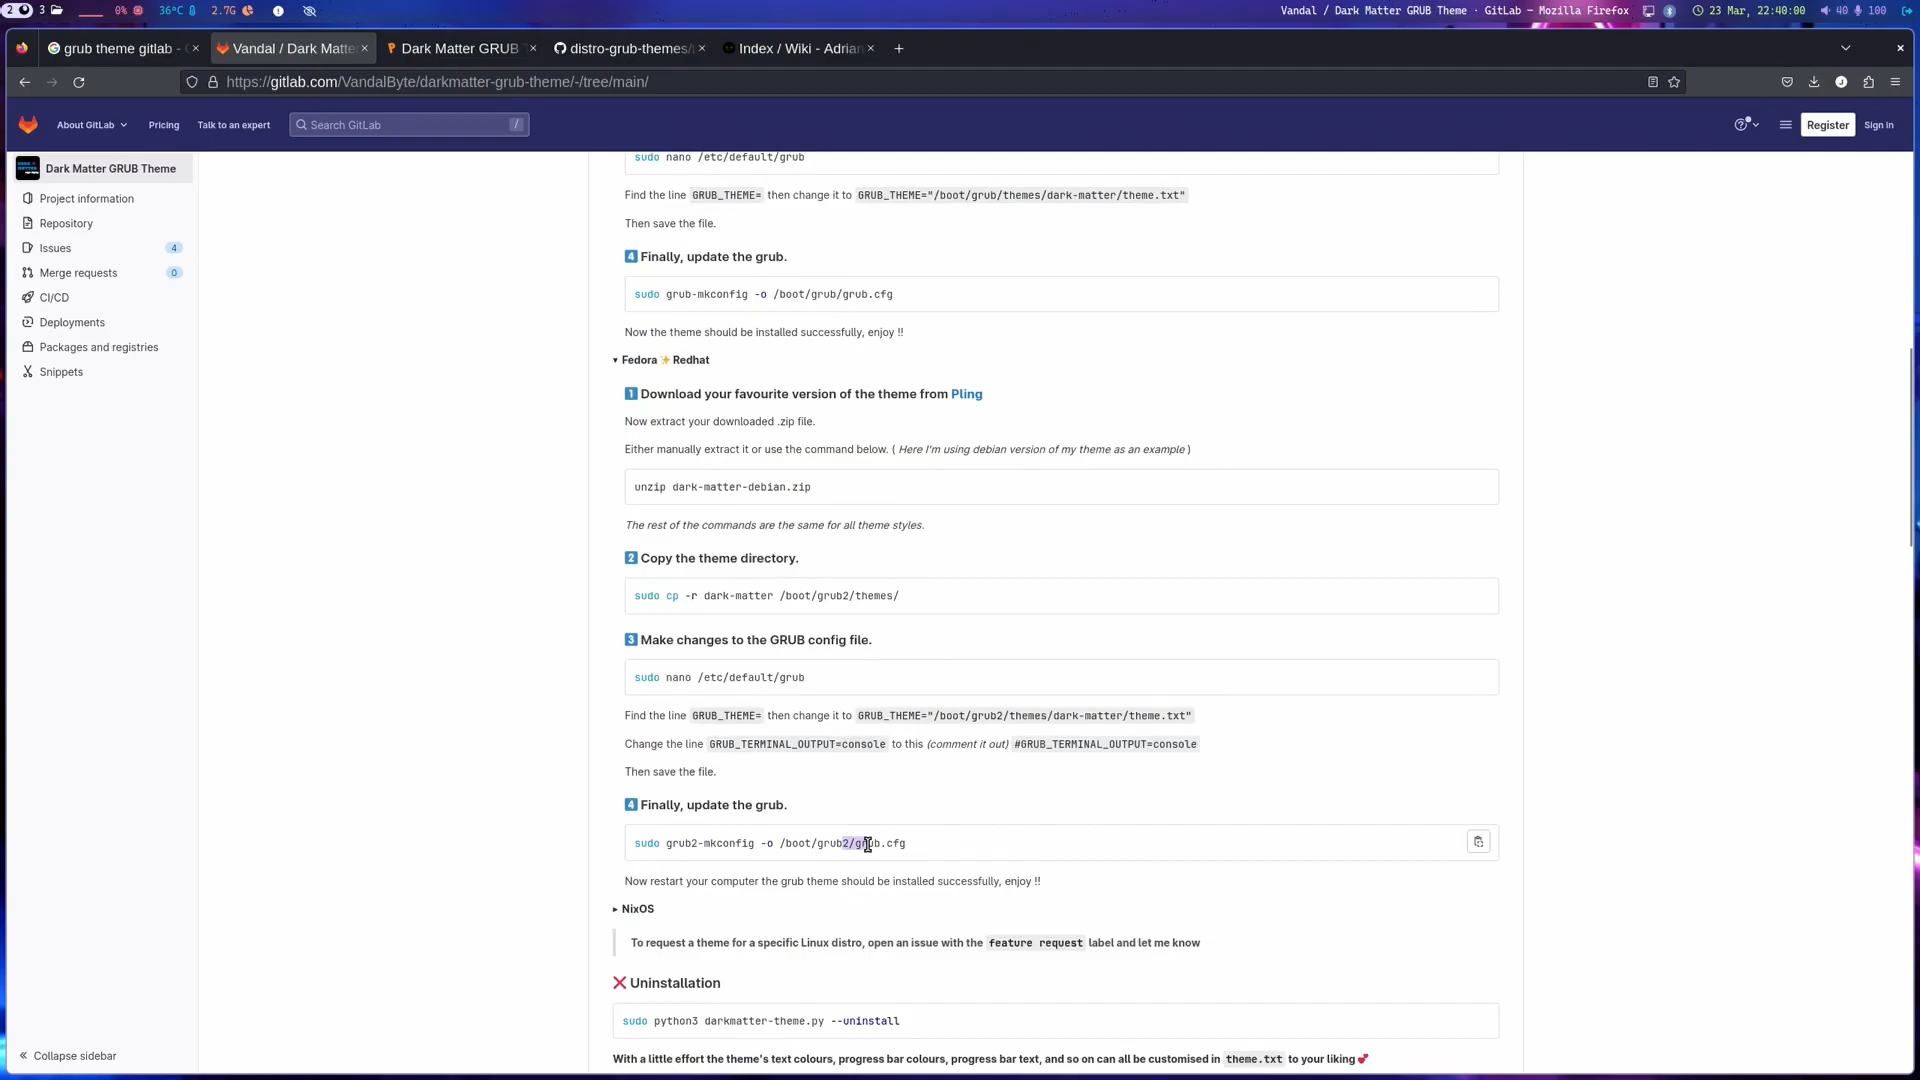 2 3 0% 36°C 2.7G Vandal / Dark Matter GRUB Theme · GitLab — Mozilla Firefox 23 Mar, 22:40:00 40 100
grub theme gitlab - Vandal / Dark Matte Dark Matter GRUB distro-grub-themes/ Index / Wiki - Adrian
https://gitlab.com/VandalByte/darkmatter-grub-theme/-/tree/main/
About GitLab Pricing Talk to an expert Search GitLab / Register Sign in
Dark Matter GRUB Theme
Project information
Repository
Issues 4
Merge requests 0
CI/CD
Deployments
Packages and registries
Snippets
Collapse sidebar
sudo nano /etc/default/grub
Find the line GRUB_THEME= then change it to GRUB_THEME="/boot/grub/themes/dark-matter/theme.txt"
Then save the file.
4 Finally, update the grub.
sudo grub-mkconfig -o /boot/grub/grub.cfg
Now the theme should be installed successfully, enjoy !!
Fedora ✨ Redhat
1 Download your favourite version of the theme from Pling
Now extract your downloaded .zip file.
Either manually extract it or use the command below. ( Here I'm using debian version of my theme as an example )
unzip dark-matter-debian.zip
The rest of the commands are the same for all theme styles.
2 Copy the theme directory.
sudo cp -r dark-matter /boot/grub2/themes/
3 Make changes to the GRUB config file.
sudo nano /etc/default/grub
Find the line GRUB_THEME= then change it to GRUB_THEME="/boot/grub2/themes/dark-matter/theme.txt"
Change the line GRUB_TERMINAL_OUTPUT=console to this (comment it out) #GRUB_TERMINAL_OUTPUT=console
Then save the file.
4 Finally, update the grub.
sudo grub2-mkconfig -o /boot/grub2/grub.cfg
Now restart your computer the grub theme should be installed successfully, enjoy !!
NixOS
To request a theme for a specific Linux distro, open an issue with the feature request label and let me know
❌ Uninstallation
sudo python3 darkmatter-theme.py --uninstall
With a little effort the theme's text colours, progress bar colours, progress bar text, and so on can all be customised in theme.txt to your liking 💕